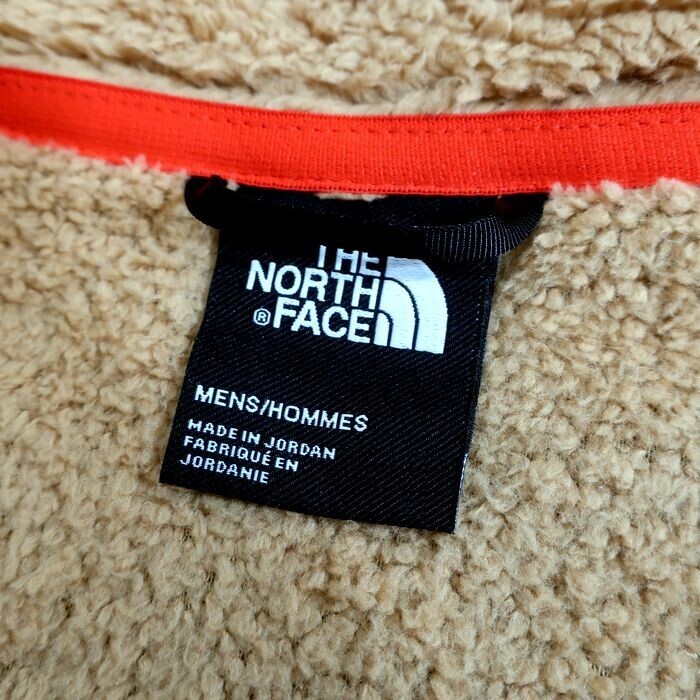 THE
NORTH
® FACE
MENS/HOMMES
MADE IN JORDAN
FABRIQUÉ EN
JORDANIE